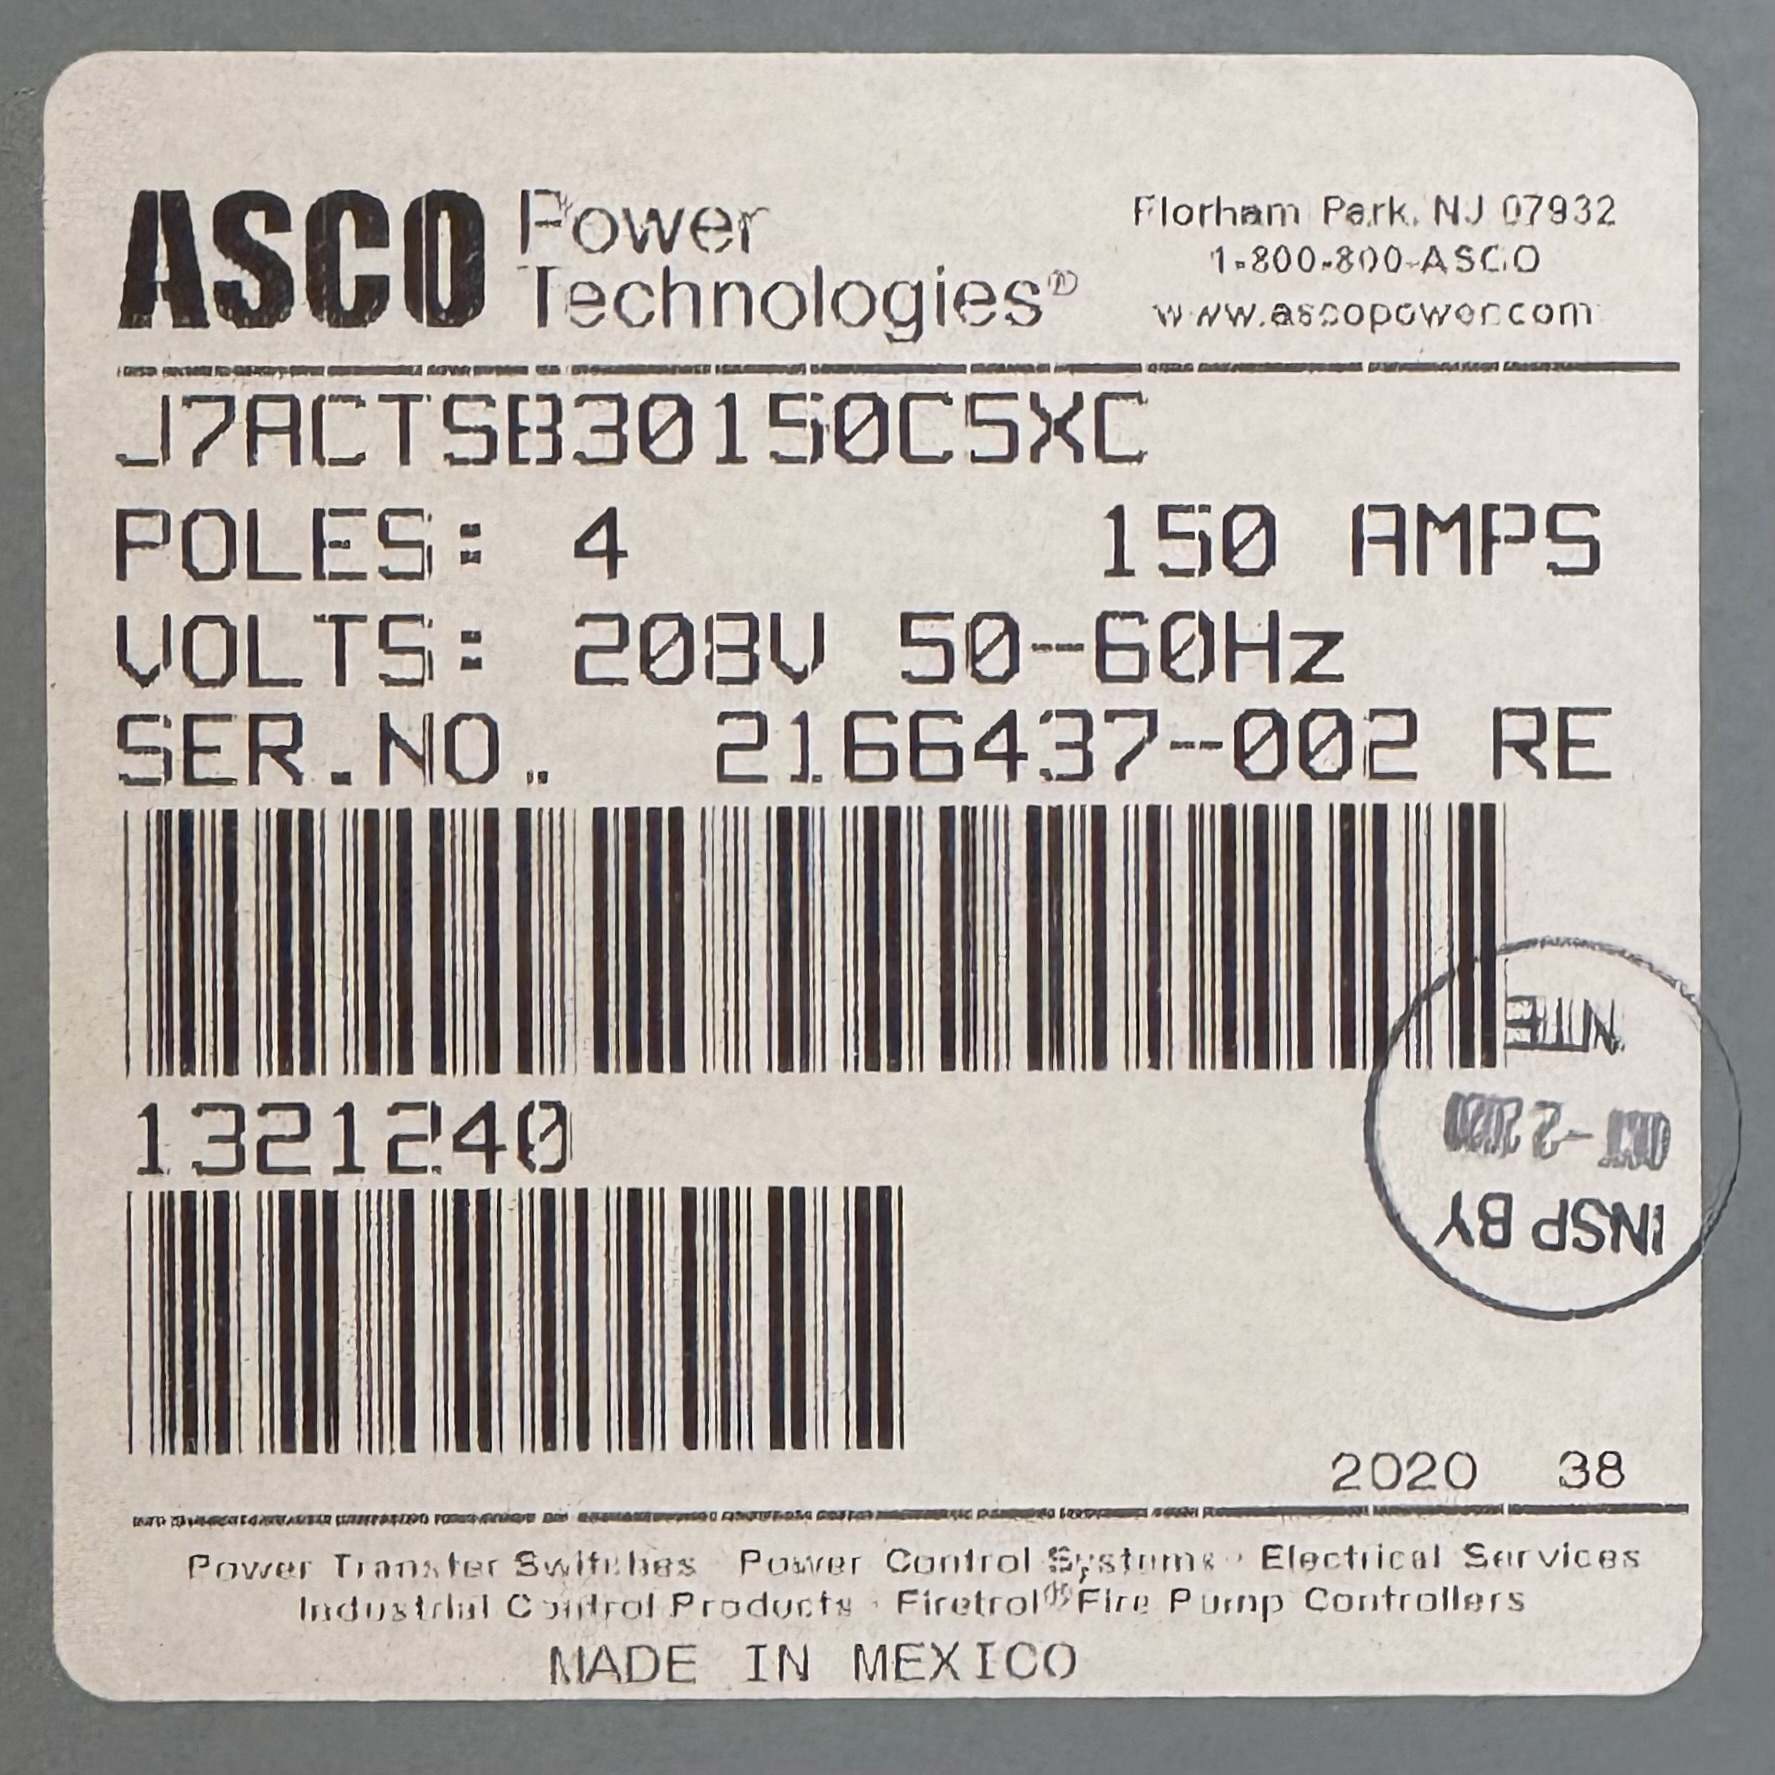 ASCO Power Technologies®
Florham Park, NJ 07932
1-800-800-ASCO
www.ascopower.com
J7ACTSB30150C5XC
POLES: 4 150 AMPS
VOLTS: 208V 50-60Hz
SER.NO.. 2166437-002 RE
1321240
INSP BY
2020 38
Power Transfer Switches Power Control Systems · Electrical Services
Industrial Control Products · Firetrol® Fire Pump Controllers
MADE IN MEXICO